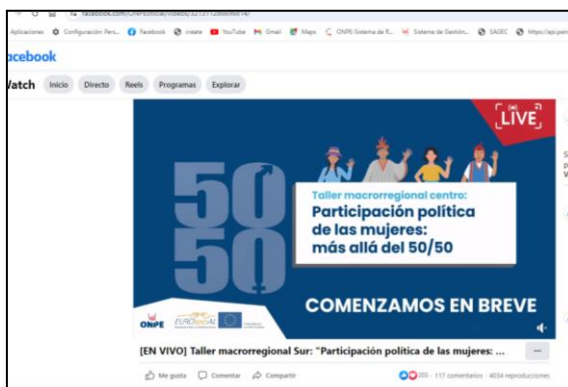 Aplicaciones Configuración: Pers... Facebook create YouTube Gmail Maps ONPE-Sistema de R... Sistema de Gestión... SAGEC
acebook
Watch Inicio Directo Reels Programas Explorar
LIVE
50
50
Taller macrorregional centro:
Participación política
de las mujeres:
más allá del 50/50
COMENZAMOS EN BREVE
ONPE EUROsociAL
[EN VIVO] Taller macrorregional Sur: "Participación política de las mujeres: ...
Me gusta Comentar Compartir 203 · 117 comentarios · 4034 reproducciones